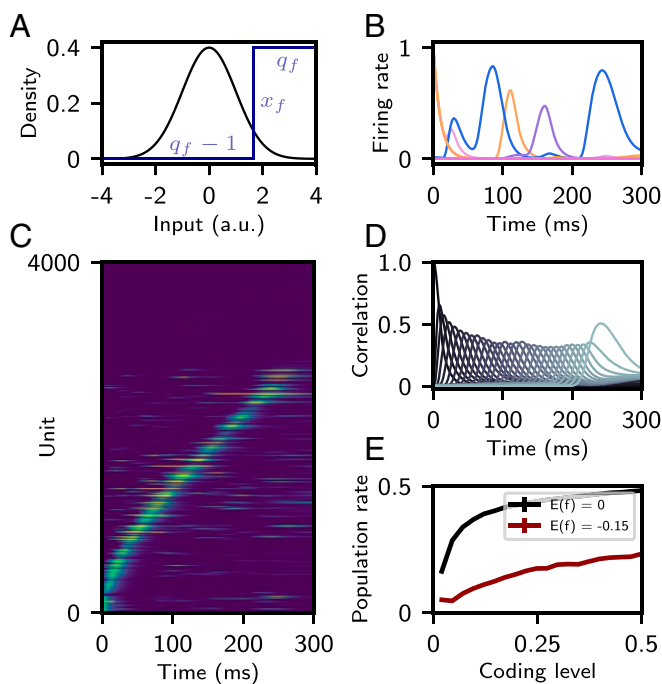 A
Density
0.4
0.2
0
q_f
x_f
q_f − 1
-4
-2
0
2
4
Input (a.u.)
B
Firing rate
1
0
0
100
200
300
Time (ms)
C
Unit
4000
0
0
100
200
300
Time (ms)
D
Correlation
1.0
0.5
0
0
100
200
300
Time (ms)
E
Population rate
0.5
0
E(f) = 0
E(f) = -0.15
0
0.25
0.5
Coding level